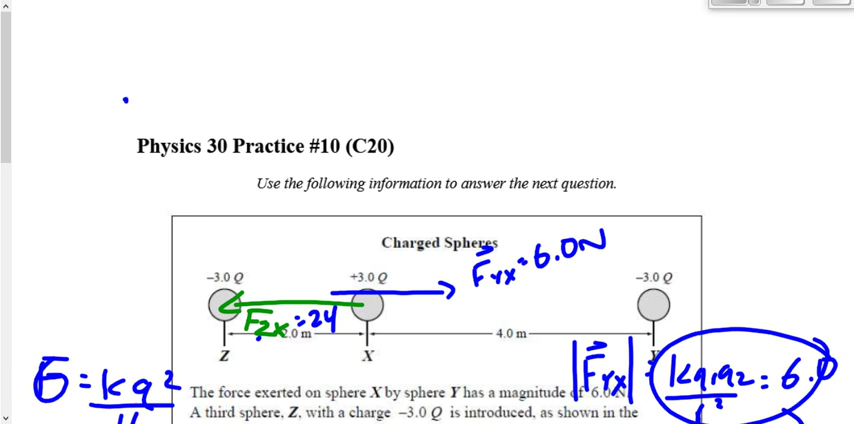 Physics 30 Practice #10 (C20)
Use the following information to answer the next question.
Charged Spheres
F⃗yx = 6.0N
–3.0 Q +3.0 Q –3.0 Q
Fzx = 24
.0 m 4.0 m
Z X
6 = kq²
|F⃗yx| = kq₁q₂ = 6.0
r²
The force exerted on sphere X by sphere Y has a magnitude of 6.0 N.
A third sphere, Z, with a charge –3.0 Q is introduced, as shown in the